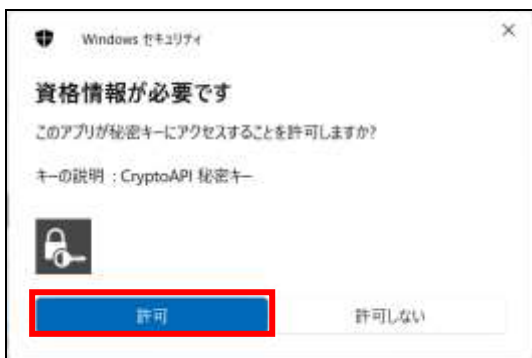 Windows セキュリティ
資格情報が必要です
このアプリが秘密キーにアクセスすることを許可しますか?
キーの説明 : CryptoAPI 秘密キー
許可
許可しない